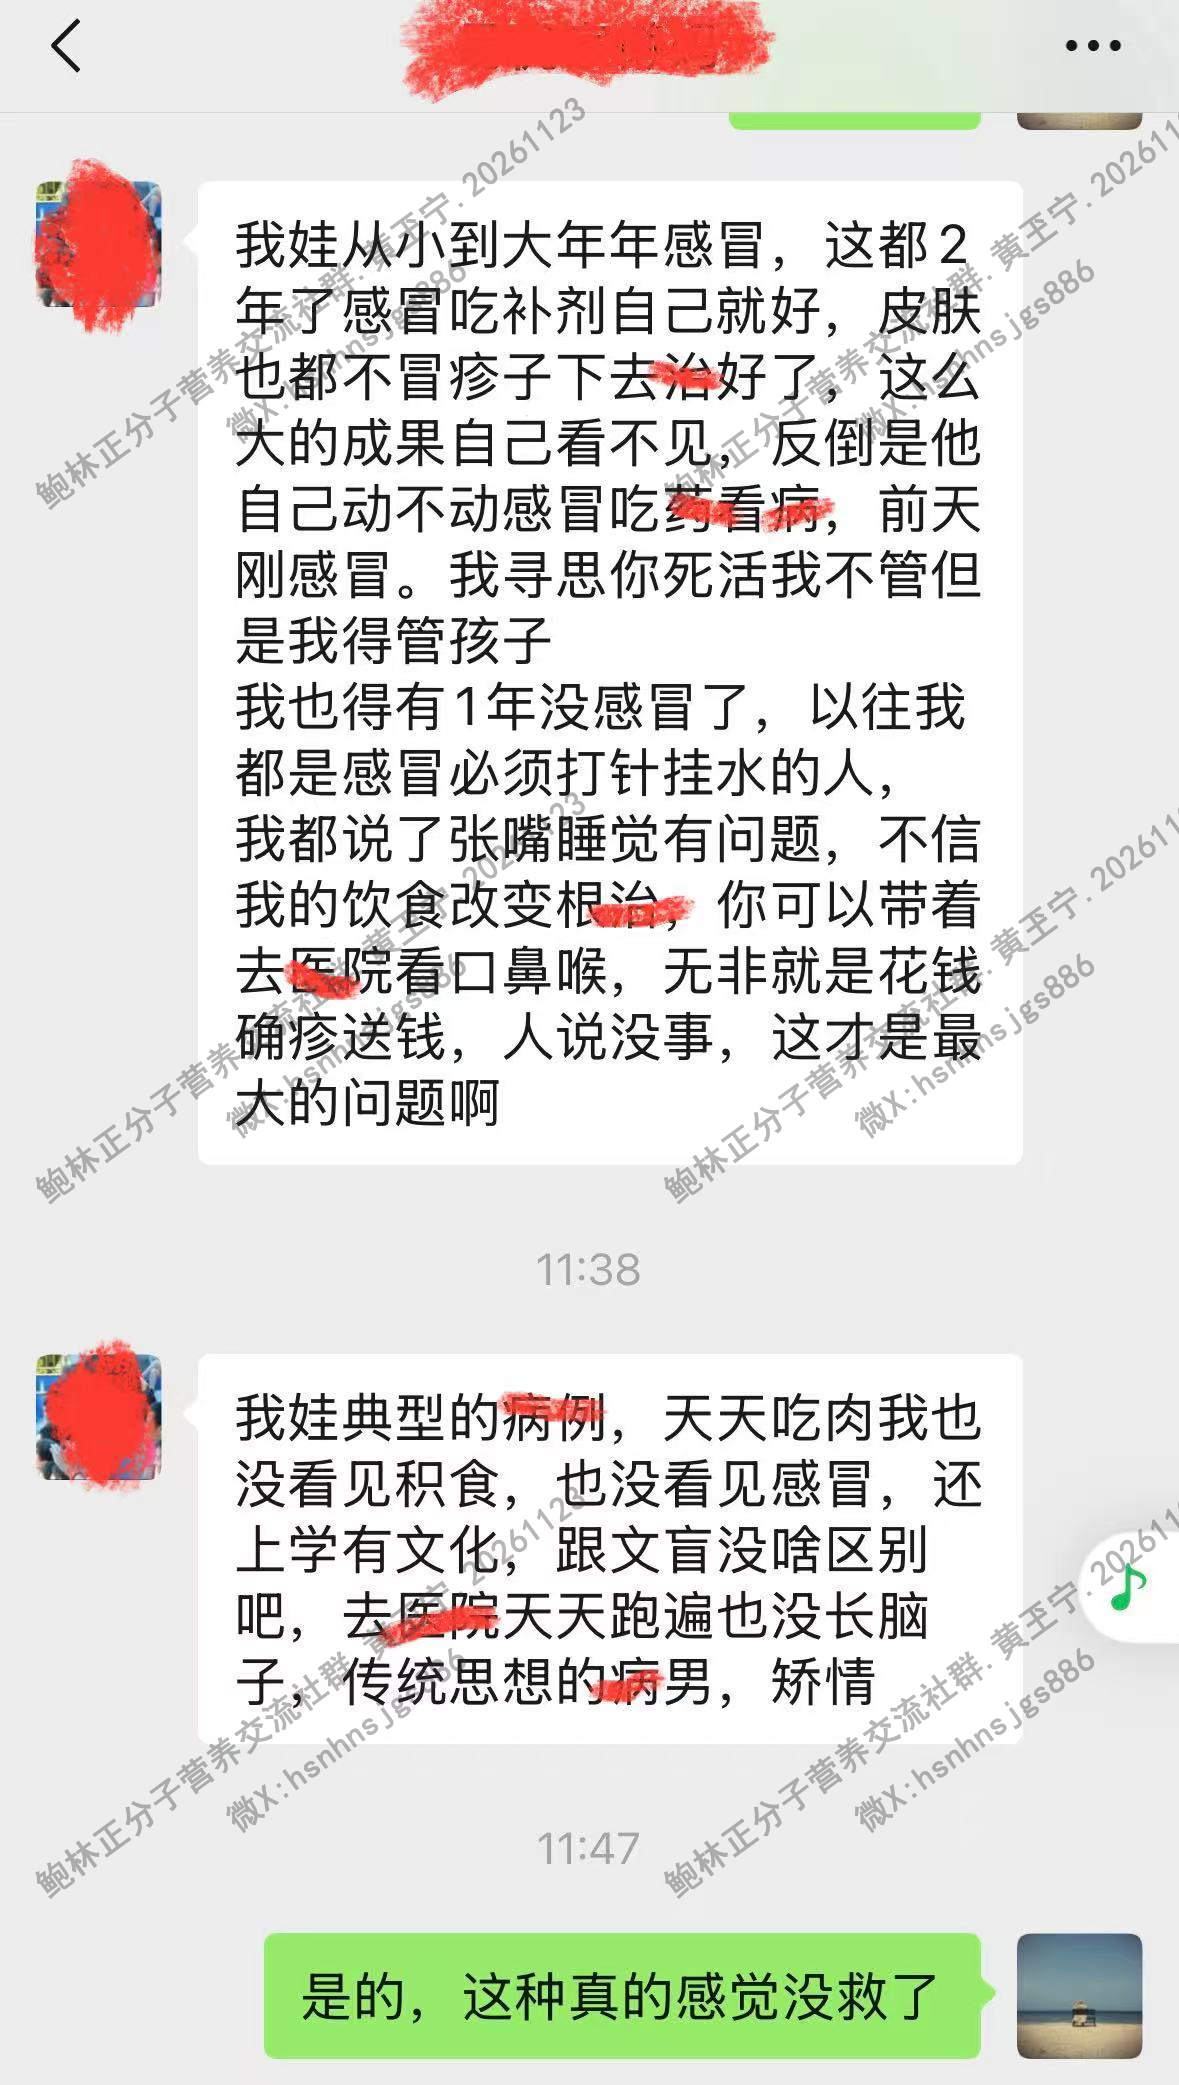 我娃从小到大年年感冒，这都2
年了感冒吃补剂自己就好，皮肤
也都不冒疹子下去治好了，这么
大的成果自己看不见，反倒是他
自己动不动感冒吃药看病，前天
刚感冒。我寻思你死活我不管但
是我得管孩子
我也得有1年没感冒了，以往我
都是感冒必须打针挂水的人，
我都说了张嘴睡觉有问题，不信
我的饮食改变根治，你可以带着
去医院看口鼻喉，无非就是花钱
确疹送钱，人说没事，这才是最
大的问题啊
11:38
我娃典型的病例，天天吃肉我也
没看见积食，也没看见感冒，还
上学有文化，跟文盲没啥区别
吧，去医院天天跑遍也没长脑
子，传统思想的病男，矫情
11:47
是的，这种真的感觉没救了
鲍林正分子营养交流社群.黄玊宁.20261123
微X:hsnhnsjgs886